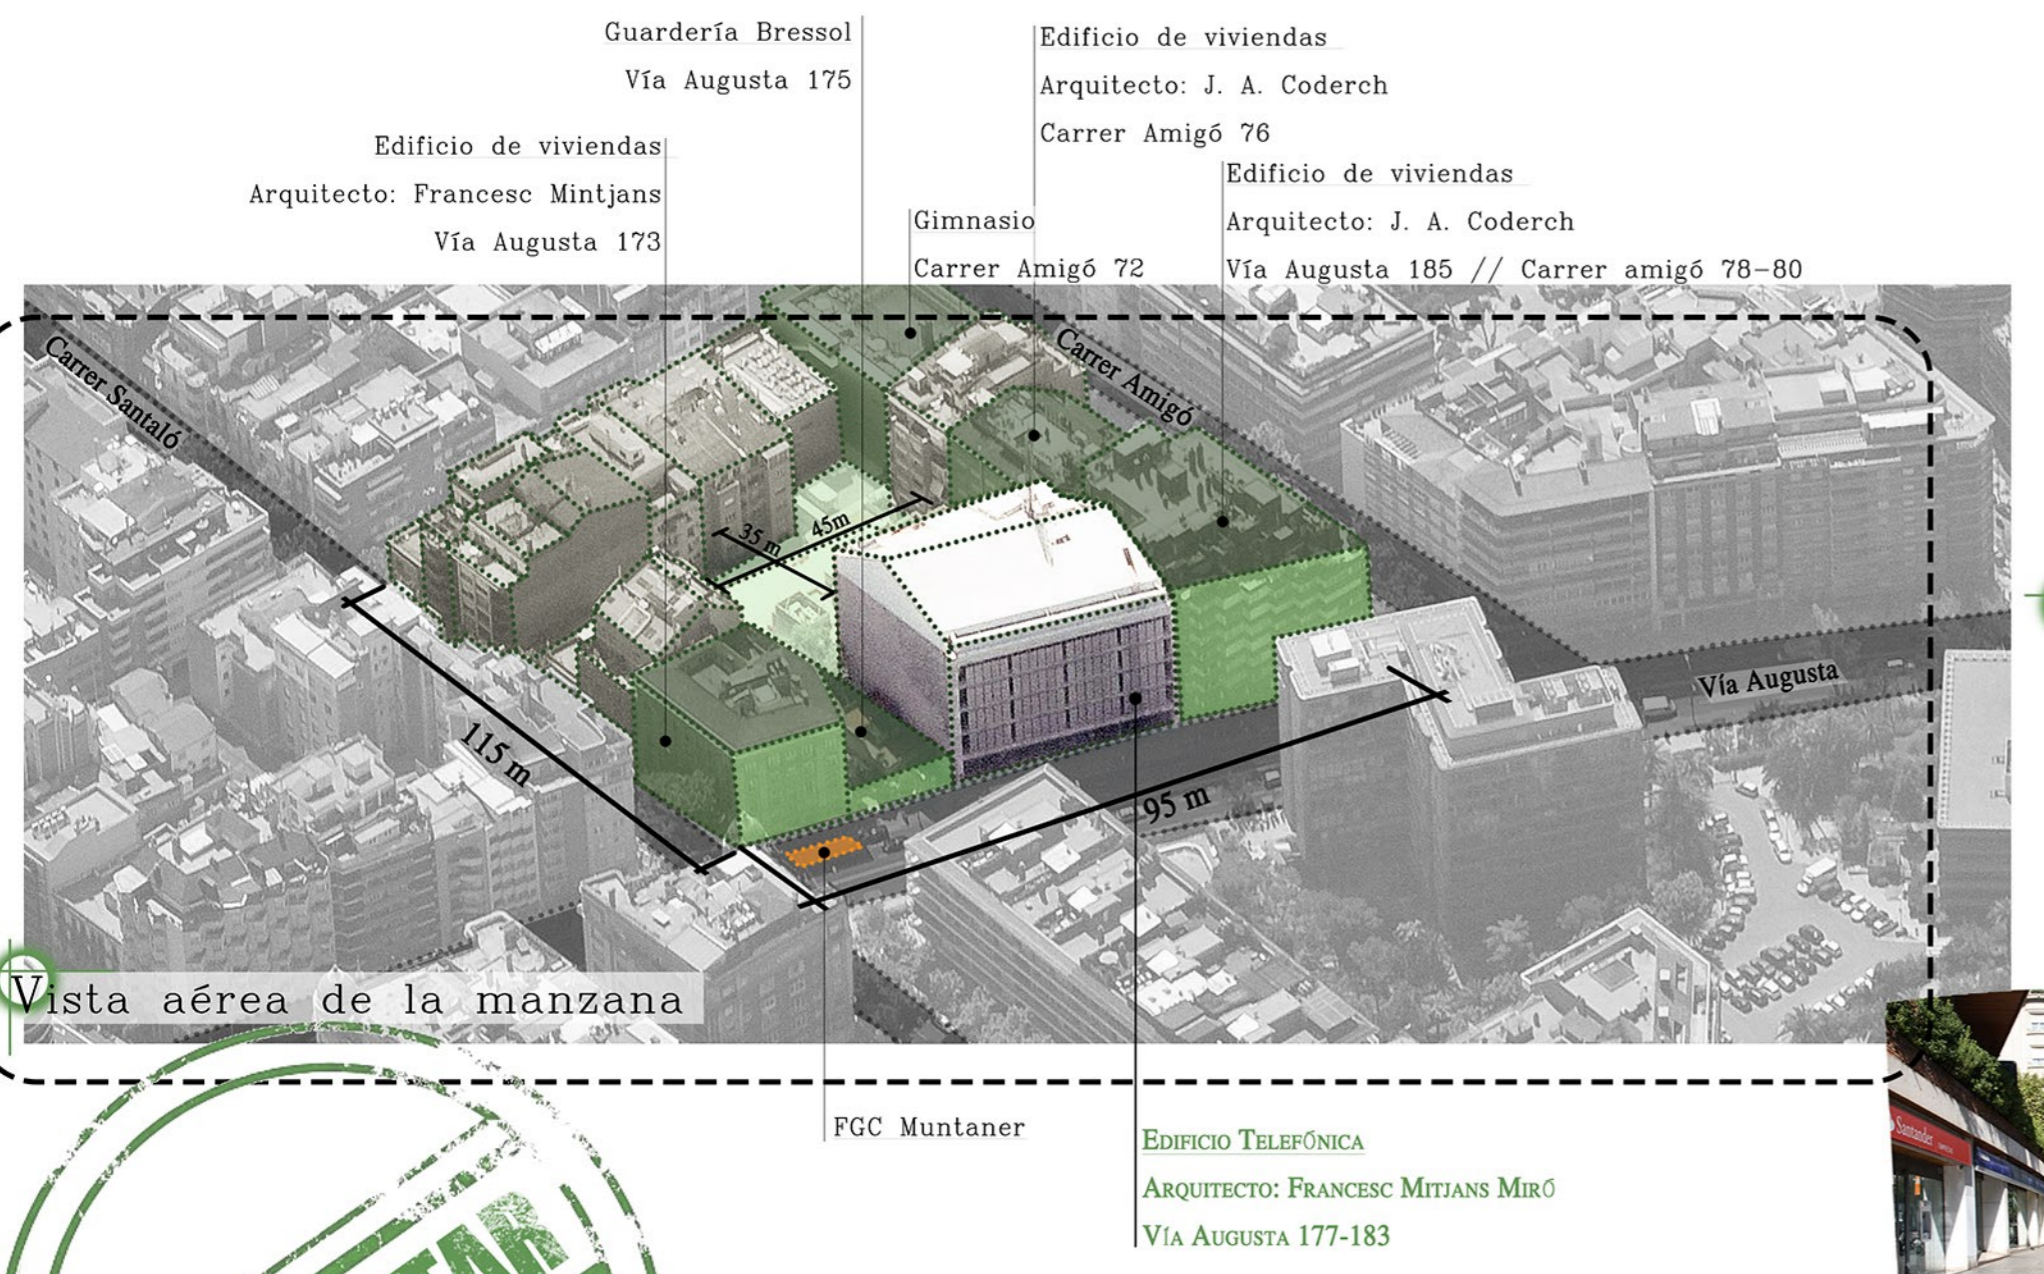 Guardería Bressol
Vía Augusta 175
Edificio de viviendas
Arquitecto: J. A. Coderch
Carrer Amigó 76
Edificio de viviendas
Arquitecto: Francesc Mintjans
Vía Augusta 173
Gimnasio
Carrer Amigó 72
Edificio de viviendas
Arquitecto: J. A. Coderch
Vía Augusta 185 // Carrer amigó 78-80
Carrer Santaló
Carrer Amigó
35 m
45m
Vía Augusta
115 m
95 m
Vista aérea de la manzana
FGC Muntaner
EDIFICIO TELEFÓNICA
ARQUITECTO: FRANCESC MITJANS MIRÓ
VÍA AUGUSTA 177-183
Santander